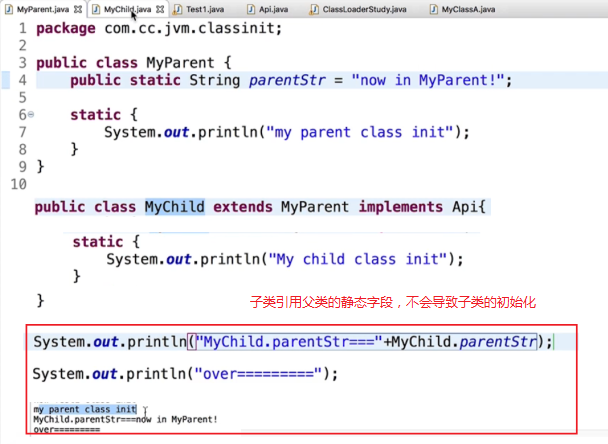 MyParent.java MyChild.java Test1.java Api.java ClassLoaderStudy.java MyClassA.java
1 package com.cc.jvm.classinit;
2
3 public class MyParent {
4 public static String parentStr = "now in MyParent!";
5
6 static {
7 System.out.println("my parent class init");
8 }
9 }
10
public class MyChild extends MyParent implements Api{
static {
System.out.println("My child class init");
}
}
子类引用父类的静态字段，不会导致子类的初始化
System.out.println("MyChild.parentStr==="+MyChild.parentStr);
System.out.println("over=========");
my parent class init
MyChild.parentStr===now in MyParent!
over=========